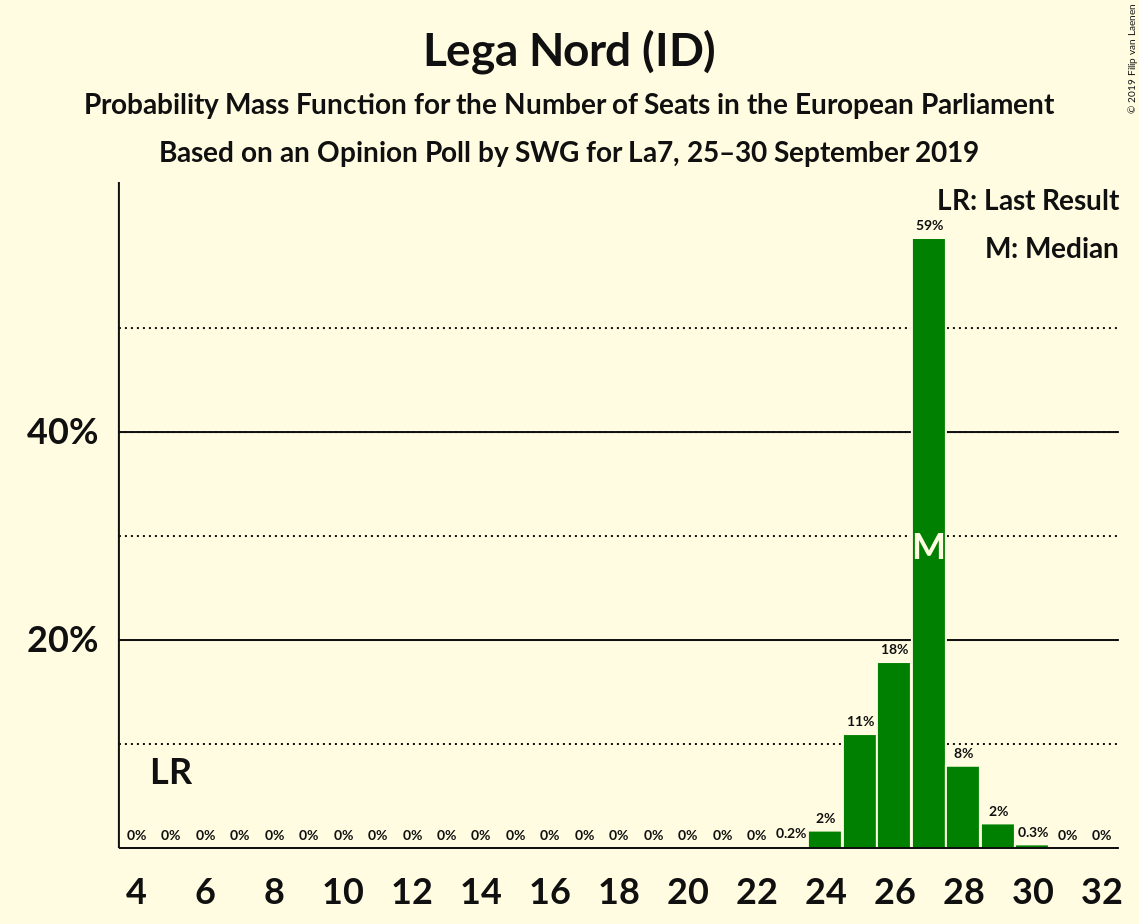 Lega Nord (ID)
Probability Mass Function for the Number of Seats in the European Parliament
Based on an Opinion Poll by SWG for La7, 25–30 September 2019
© 2019 Filip van Laenen
LR: Last Result
M: Median
59%
40%
M
20%
18%
11%
8%
LR
0% 0% 0% 0% 0% 0% 0% 0% 0% 0% 0% 0% 0% 0% 0% 0% 0% 0% 0% 0.2% 2% 2% 0.3% 0% 0%
4 6 8 10 12 14 16 18 20 22 24 26 28 30 32